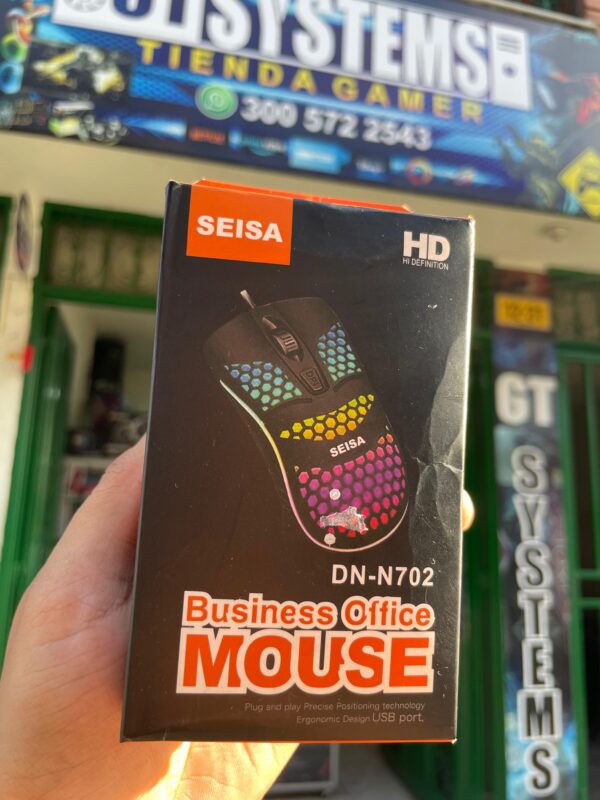 SYSTEMS
TIENDA GAMER
300 572 2543
SEISA
HD
Hi DEFINITION
SEISA
DN-N702
Business Office
MOUSE
Plug and play Precise Positioning technology
Ergonomic Design USB port.
GT
SYSTEMS